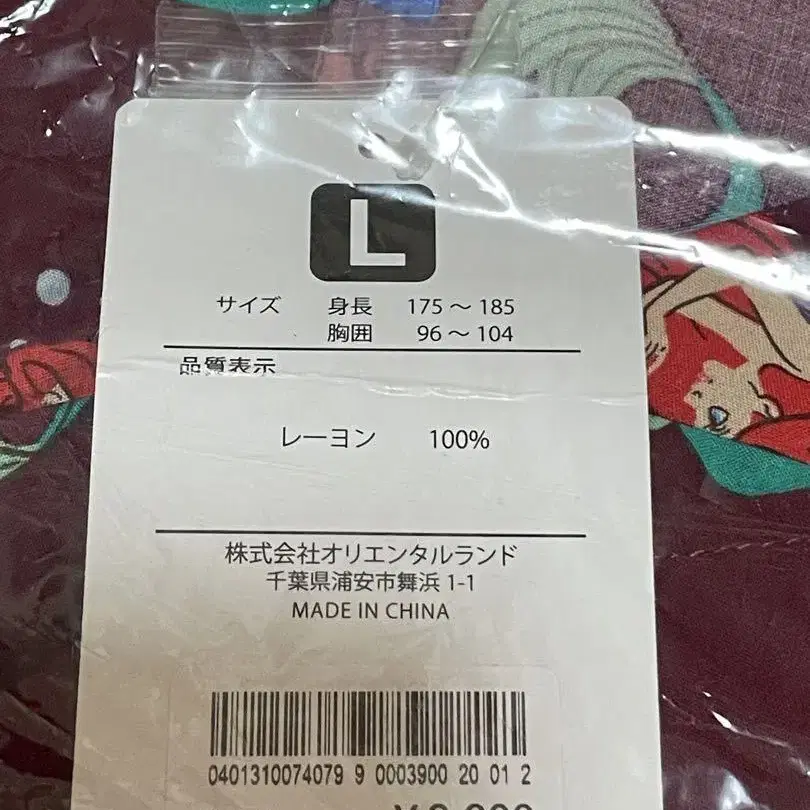 L
サイズ 身長 175～185
胸囲 96～104
品質表示
レーヨン 100%
株式会社オリエンタルランド
千葉県浦安市舞浜 1-1
MADE IN CHINA
0401310074079 9 0003900 20 01 2